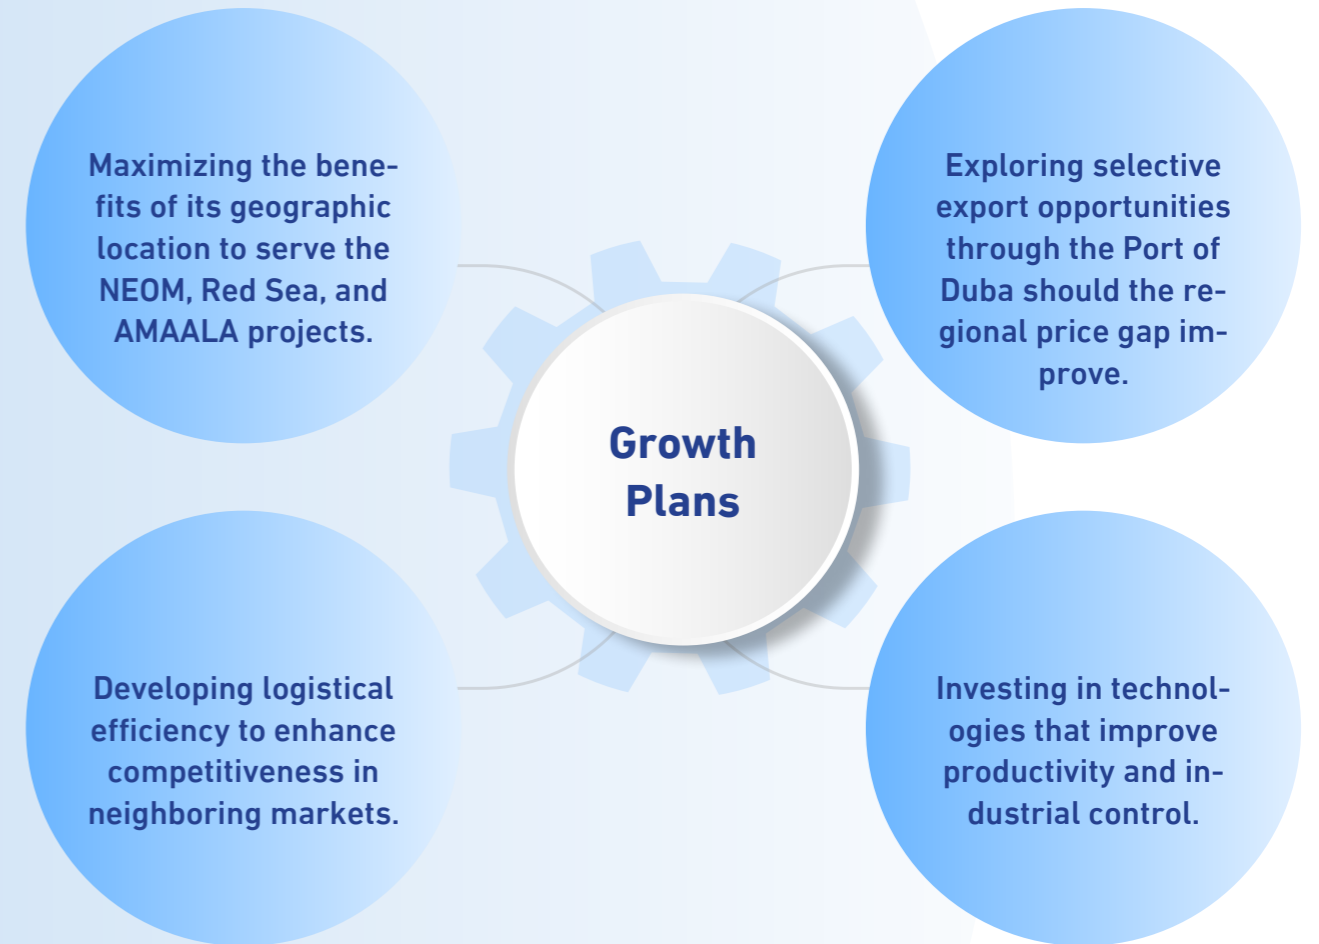 Maximizing the bene-
fits of its geographic
location to serve the
NEOM, Red Sea, and
AMAALA projects.
Exploring selective
export opportunities
through the Port of
Duba should the re-
gional price gap im-
prove.
Growth
Plans
Developing logistical
efficiency to enhance
competitiveness in
neighboring markets.
Investing in technol-
ogies that improve
productivity and in-
dustrial control.